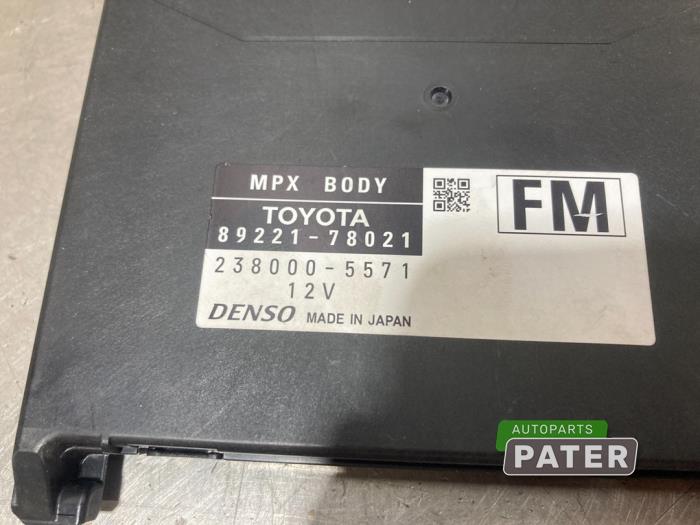 MPX BODY
TOYOTA
89221-78021
238000-5571
12V
DENSO MADE IN JAPAN
FM
AUTOPARTS
PATER